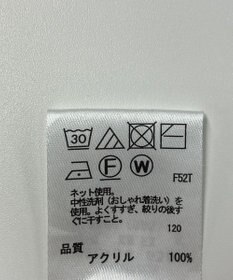 30
F W
F52T
ネット使用。
中性洗剤（おしゃれ着洗い）を
使用。よくすすぎ、絞りの後す
ぐに干すこと。
120
品質
アクリル 100%